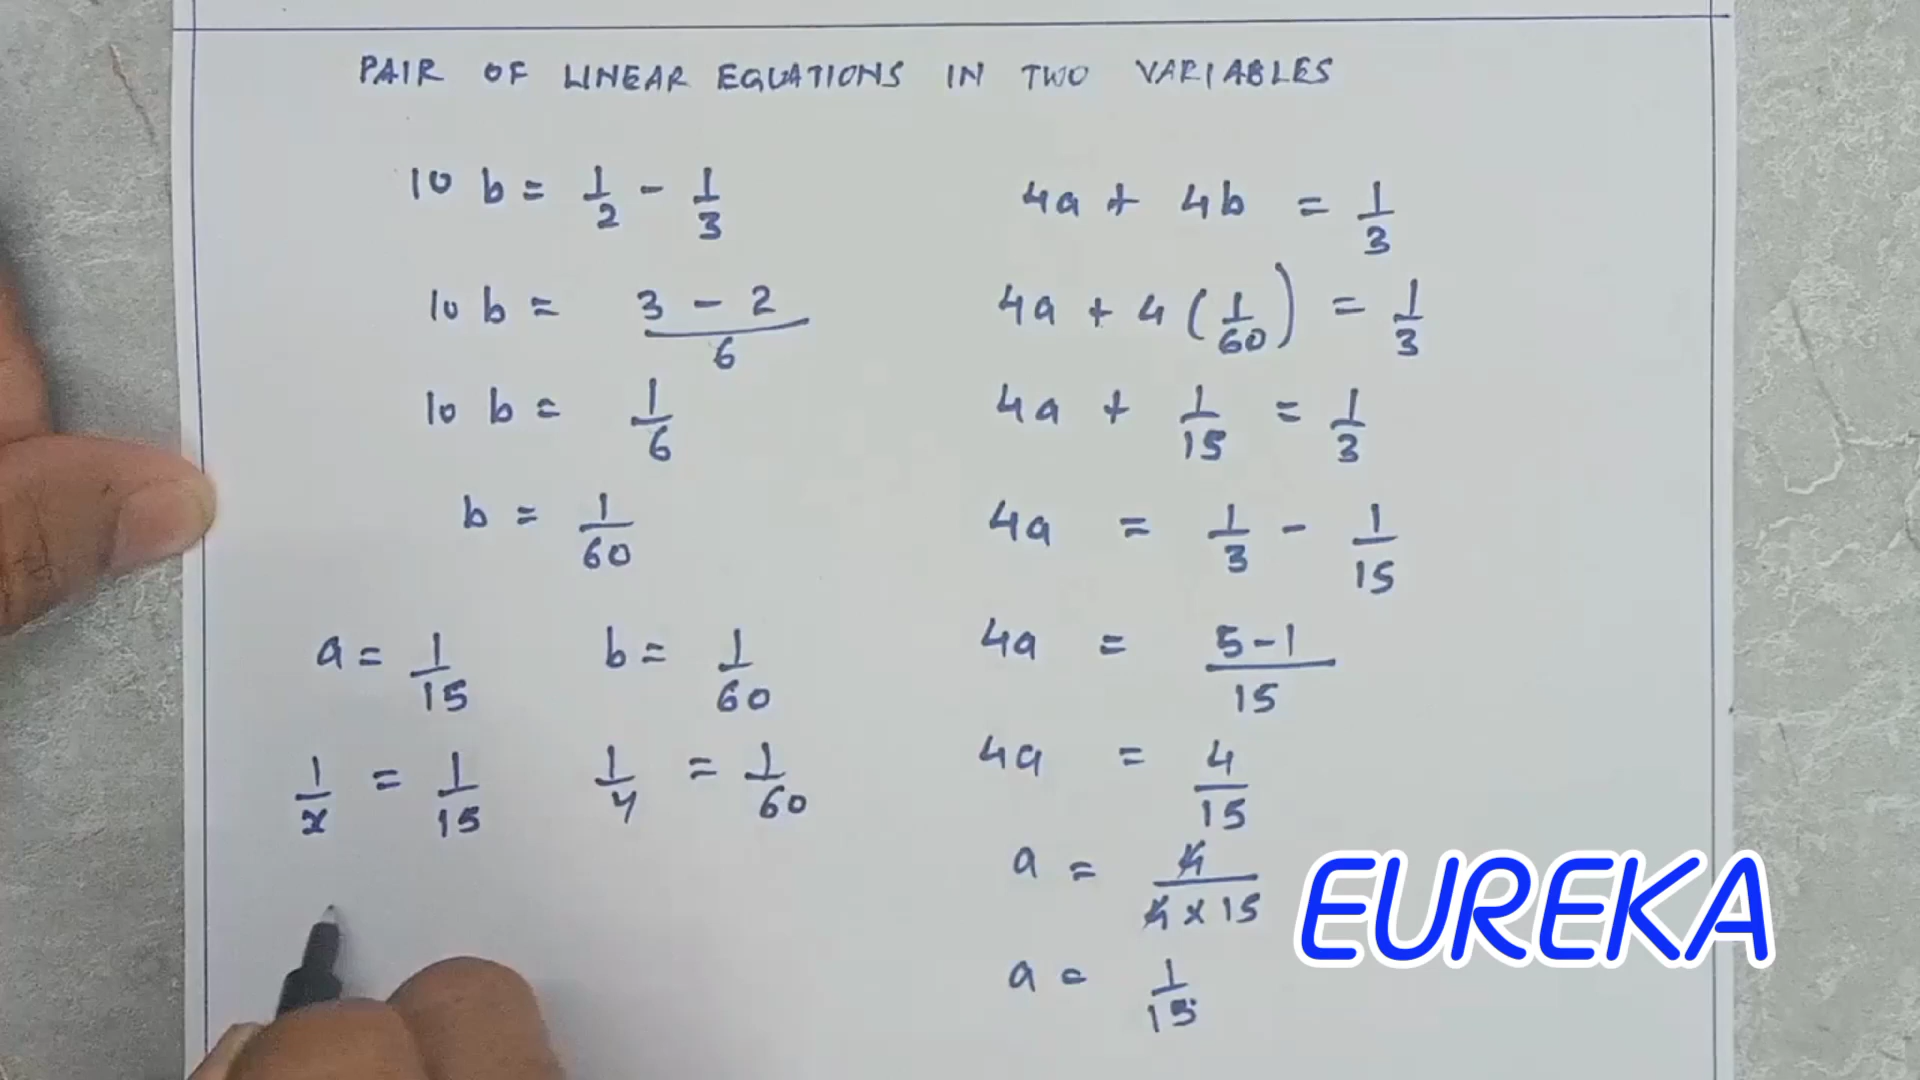 PAIR OF LINEAR EQUATIONS IN TWO VARIABLES
10 b = 1/2 - 1/3
10 b = 3 - 2/6
10 b = 1/6
b = 1/60
a = 1/15 b = 1/60
1/x = 1/15 1/y = 1/60
4a + 4b = 1/3
4a + 4 (1/60) = 1/3
4a + 1/15 = 1/3
4a = 1/3 - 1/15
4a = 5-1/15
4a = 4/15
a = 4/4 x 15
a = 1/15
EUREKA